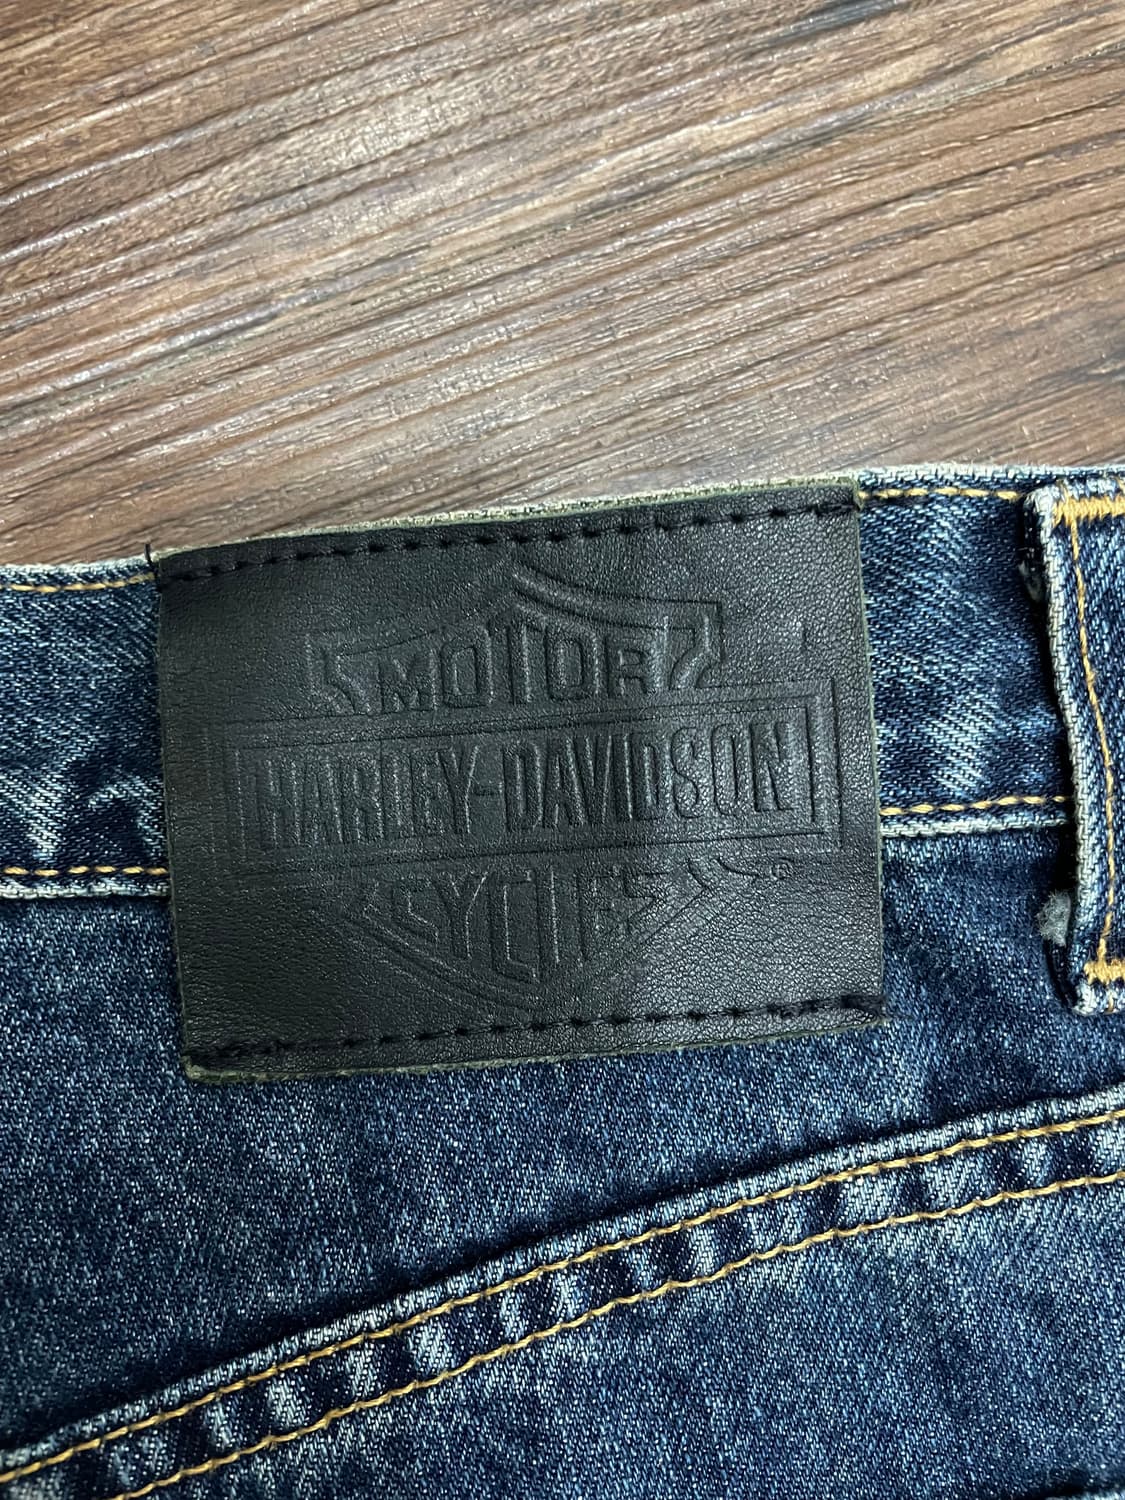 MOTOR
HARLEY-DAVIDSON
CYCLES
®